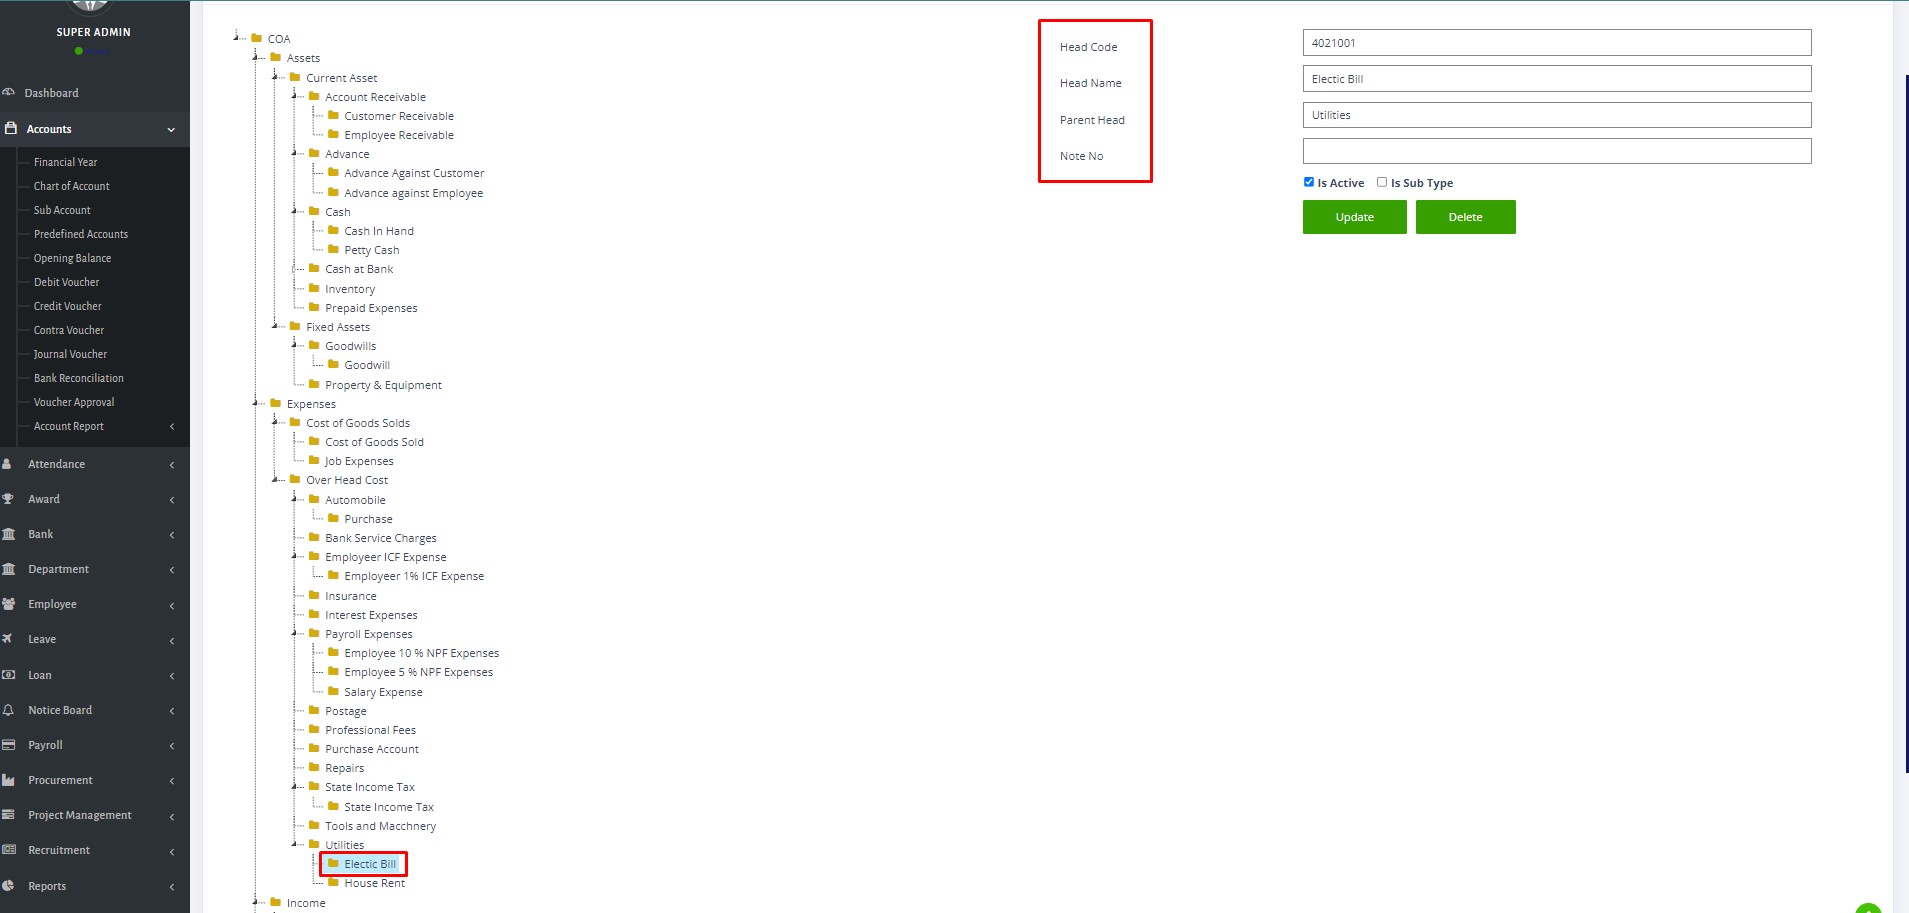 SUPER ADMIN
Dashboard
Accounts
Financial Year
Chart of Account
Sub Account
Predefined Accounts
Opening Balance
Debit Voucher
Credit Voucher
Contra Voucher
Journal Voucher
Bank Reconciliation
Voucher Approval
Account Report
Attendance
Award
Bank
Department
Employee
Leave
Loan
Notice Board
Payroll
Procurement
Project Management
Recruitment
Reports
COA
Assets
Current Asset
Account Receivable
Customer Receivable
Employee Receivable
Advance
Advance Against Customer
Advance against Employee
Cash
Cash In Hand
Petty Cash
Cash at Bank
Inventory
Prepaid Expenses
Fixed Assets
Goodwills
Goodwill
Property & Equipment
Expenses
Cost of Goods Solds
Cost of Goods Sold
Job Expenses
Over Head Cost
Automobile
Purchase
Bank Service Charges
Employeer ICF Expense
Employeer 1% ICF Expense
Insurance
Interest Expenses
Payroll Expenses
Employee 10 % NPF Expenses
Employee 5 % NPF Expenses
Salary Expense
Postage
Professional Fees
Purchase Account
Repairs
State Income Tax
State Income Tax
Tools and Macchnery
Utilities
Electic Bill
House Rent
Income
Head Code 4021001
Head Name Electic Bill
Parent Head Utilities
Note No
Is Active Is Sub Type
Update Delete